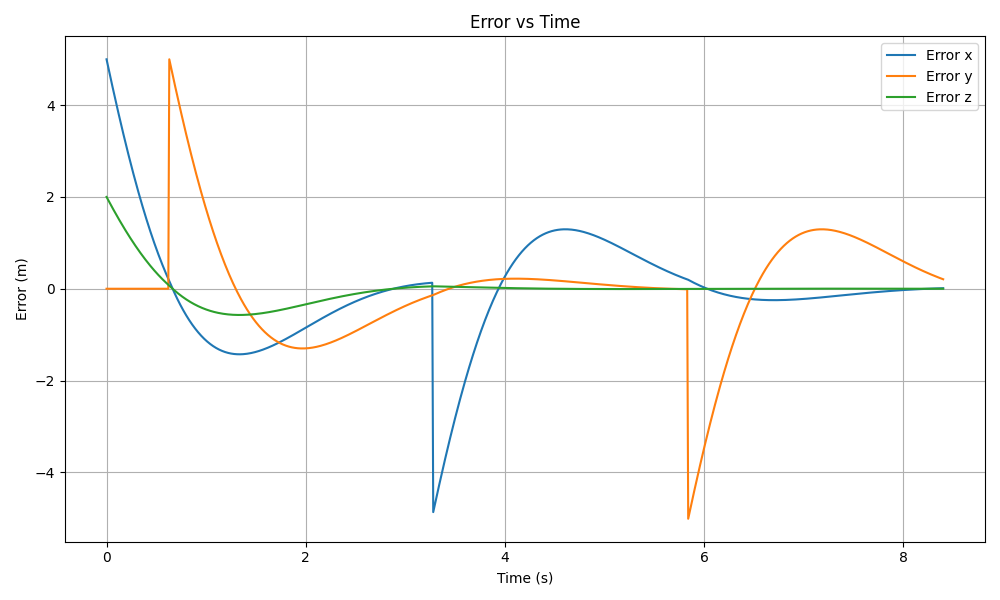 Error vs Time
Error x
Error y
Error z
Error (m)
4
2
0
−2
−4
0 2 4 6 8
Time (s)